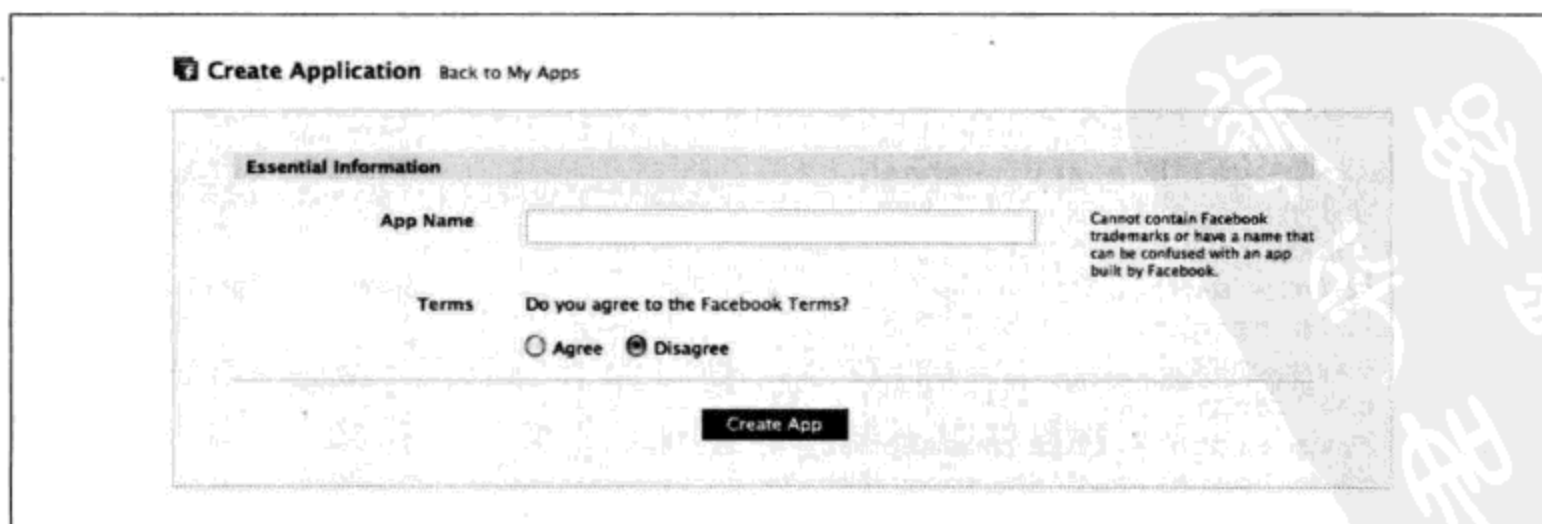 Create Application Back to My Apps
Essential Information
App Name
Cannot contain Facebook
trademarks or have a name that
can be confused with an app
built by Facebook.
Terms Do you agree to the Facebook Terms?
Agree Disagree
Create App